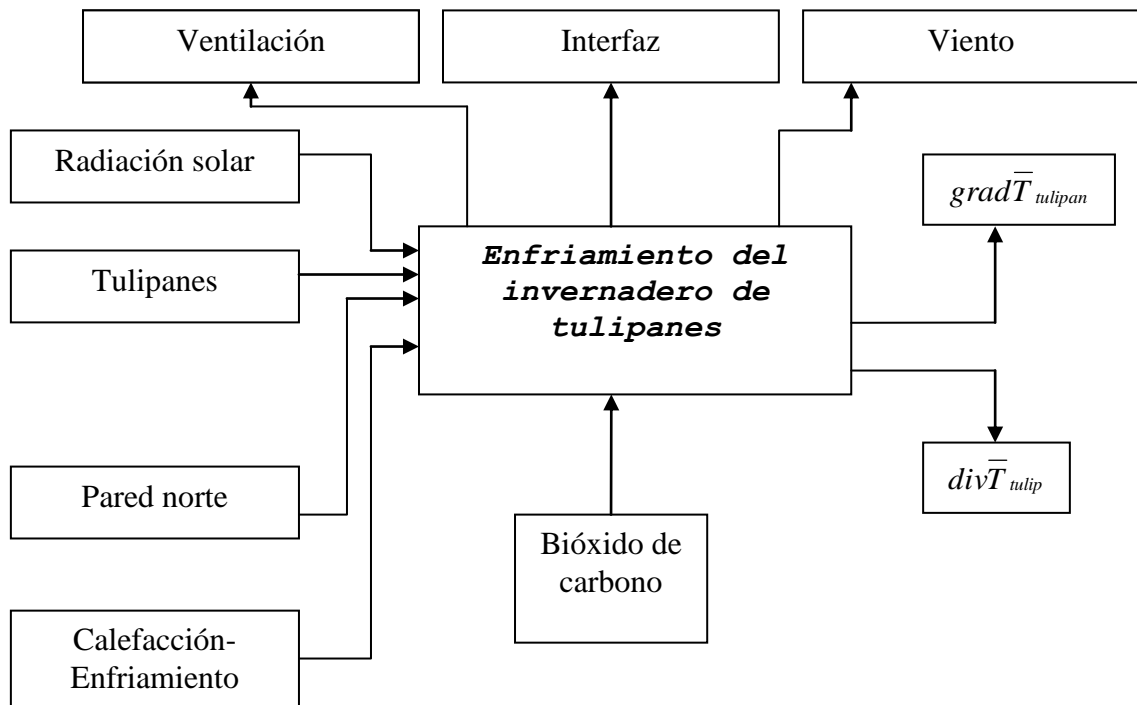 Ventilación
Interfaz
Viento
Radiación solar
gradT̅ tulipan
Tulipanes
Enfriamiento del
invernadero de
tulipanes
Pared norte
divT̅ tulip
Bióxido de
carbono
Calefacción-
Enfriamiento